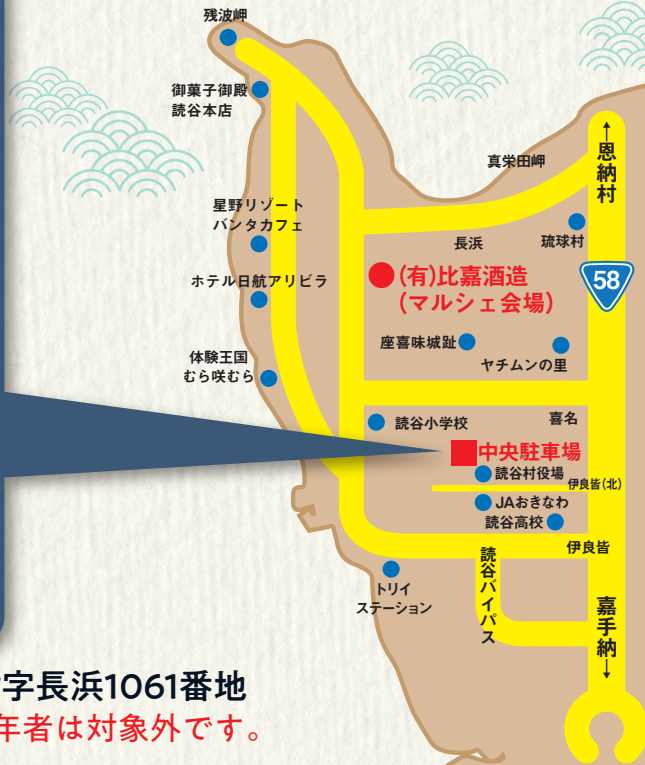 残波岬
御菓子御殿
読谷本店
真栄田岬
↑恩納村
星野リゾート
バンタカフェ
長浜
琉球村
(有)比嘉酒造
(マルシェ会場)
58
ホテル日航アリビラ
座喜味城趾
ヤチムンの里
体験王国
むら咲むら
読谷小学校
喜名
中央駐車場
読谷村役場
伊良皆(北)
JAおきなわ
読谷高校
伊良皆
読谷バイパス
トリイ
ステーション
嘉手納↓
字長浜1061番地
年者は対象外です。